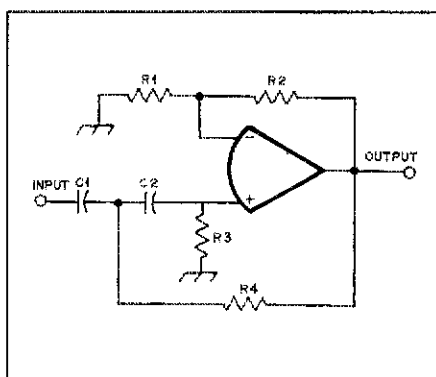 R1 R2
−
OUTPUT
INPUT C1 C2
+
R3
R4